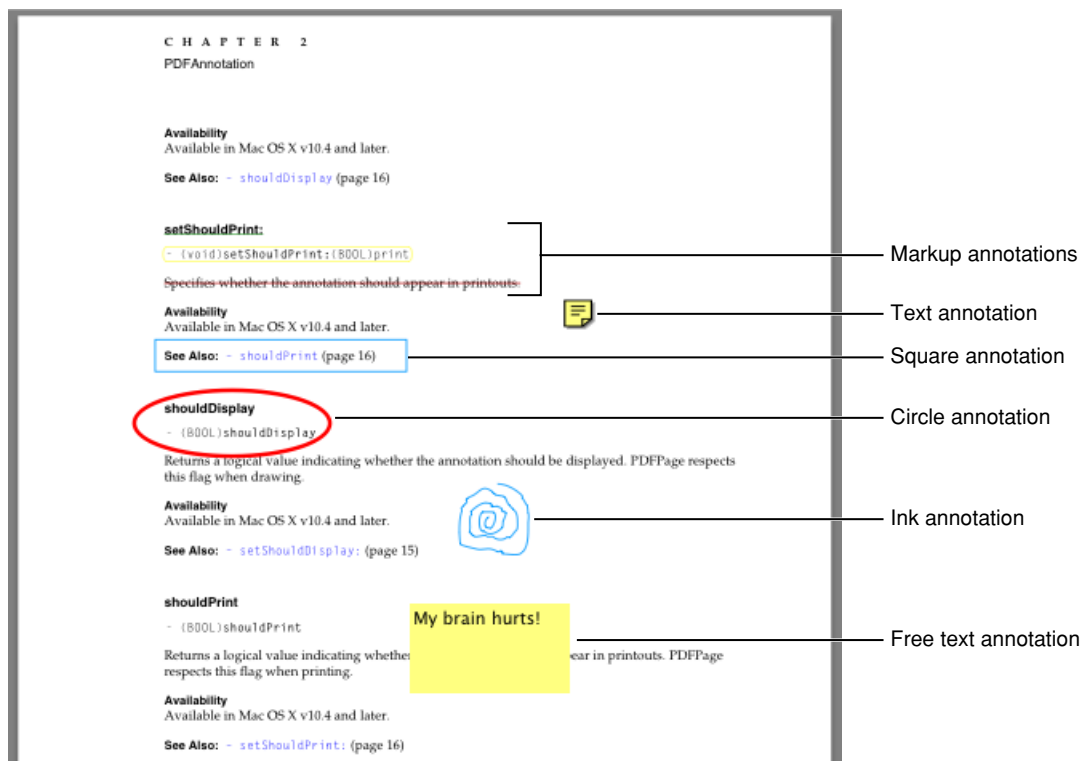 CHAPTER 2
PDFAnnotation
Availability
Available in Mac OS X v10.4 and later.
See Also: - shouldDisplay (page 16)
setShouldPrint:
- (void)setShouldPrint:(BOOL)print
Markup annotations
Specifies whether the annotation should appear in printouts.
Availability
Available in Mac OS X v10.4 and later.
Text annotation
See Also: - shouldPrint (page 16)
Square annotation
shouldDisplay
Circle annotation
- (BOOL)shouldDisplay
Returns a logical value indicating whether the annotation should be displayed. PDFPage respects
this flag when drawing.
Availability
Available in Mac OS X v10.4 and later.
Ink annotation
See Also: - setShouldDisplay: (page 15)
shouldPrint
My brain hurts!
- (BOOL)shouldPrint
Free text annotation
Returns a logical value indicating whether ear in printouts. PDFPage
respects this flag when printing.
Availability
Available in Mac OS X v10.4 and later.
See Also: - setShouldPrint: (page 16)